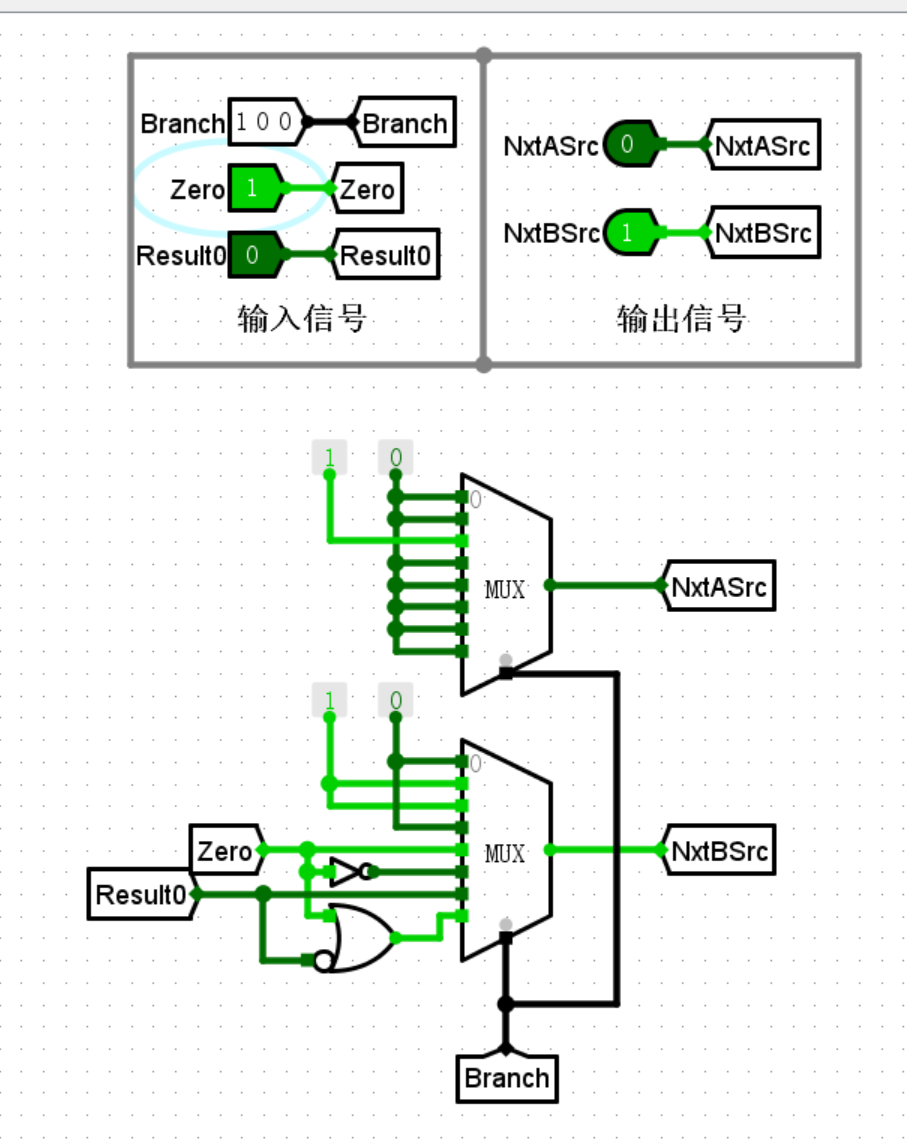 Branch 1 0 0 Branch
Zero 1 Zero
Result0 0 Result0
输入信号
NxtASrc 0 NxtASrc
NxtBSrc 1 NxtBSrc
输出信号
1 0
0
MUX
NxtASrc
1 0
0
Zero
MUX
NxtBSrc
Result0
Branch